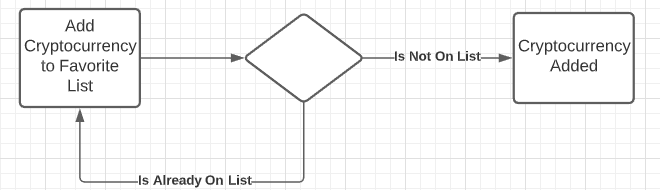 Add
Cryptocurrency
to Favorite
List
Is Not On List
Cryptocurrency
Added
Is Already On List